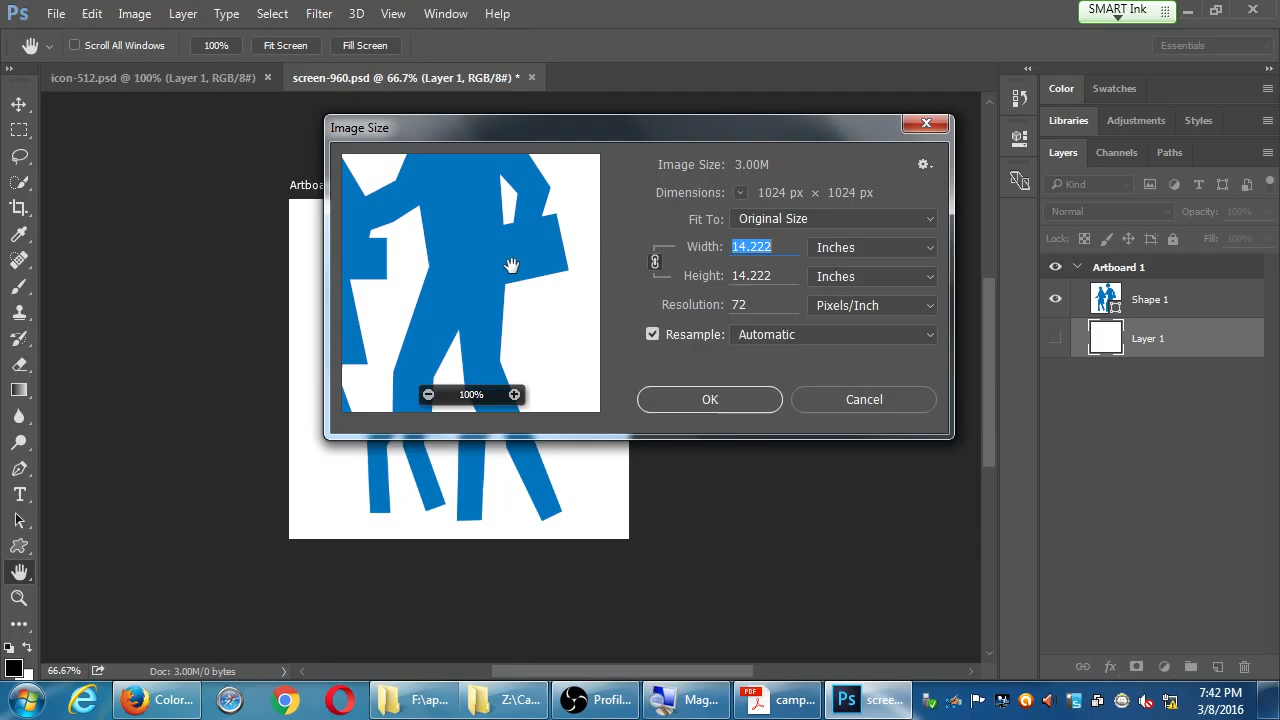 Ps File Edit Image Layer Type Select Filter 3D View Window Help
SMART Ink
Scroll All Windows 100% Fit Screen Fill Screen Essentials
icon-512.psd @ 100% (Layer 1, RGB/8#) × screen-960.psd @ 66.7% (Layer 1, RGB/8#) * ×
Color Swatches
Libraries Adjustments Styles
Layers Channels Paths
Kind
Normal Opacity: 100%
Lock: Fill: 100%
Artboard 1
Shape 1
Layer 1
Artboa
Image Size
Image Size: 3.00M
Dimensions: 1024 px × 1024 px
Fit To: Original Size
Width: 14.222 Inches
Height: 14.222 Inches
Resolution: 72 Pixels/Inch
Resample: Automatic
100%
OK Cancel
66.67% Doc: 3.00M/0 bytes
Color... F:\ap... Z:\Ca... Profil... Mag... camp... Ps scree...
PDF
7:42 PM
3/8/2016